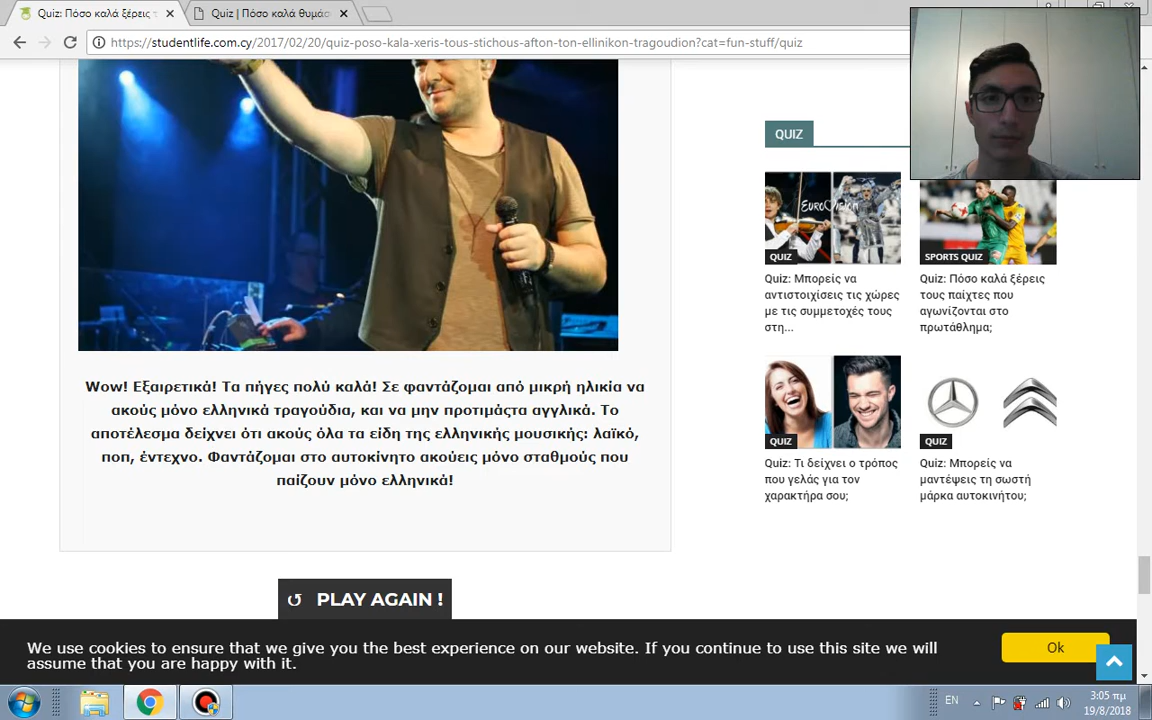 Quiz: Πόσο καλά ξέρεις τ
Quiz | Πόσο καλά θυμάσ
https://studentlife.com.cy/2017/02/20/quiz-poso-kala-xeris-tous-stichous-afton-ton-ellinikon-tragoudion?cat=fun-stuff/quiz
QUIZ
EUROVISION
QUIZ
SPORTS QUIZ
Quiz: Μπορείς να
αντιστοιχίσεις τις χώρες
με τις συμμετοχές τους
στη...
Quiz: Πόσο καλά ξέρεις
τους παίχτες που
αγωνίζονται στο
πρωτάθλημα;
QUIZ
QUIZ
Quiz: Τι δείχνει ο τρόπος
που γελάς για τον
χαρακτήρα σου;
Quiz: Μπορείς να
μαντέψεις τη σωστή
μάρκα αυτοκινήτου;
Wow! Εξαιρετικά! Τα πήγες πολύ καλά! Σε φαντάζομαι από μικρή ηλικία να
ακούς μόνο ελληνικά τραγούδια, και να μην προτιμάςτα αγγλικά. Το
αποτέλεσμα δείχνει ότι ακούς όλα τα είδη της ελληνικής μουσικής: λαϊκό,
ποπ, έντεχνο. Φαντάζομαι στο αυτοκίνητο ακούεις μόνο σταθμούς που
παίζουν μόνο ελληνικά!
PLAY AGAIN !
We use cookies to ensure that we give you the best experience on our website. If you continue to use this site we will
assume that you are happy with it.
Ok
EN
3:05 πμ
19/8/2018